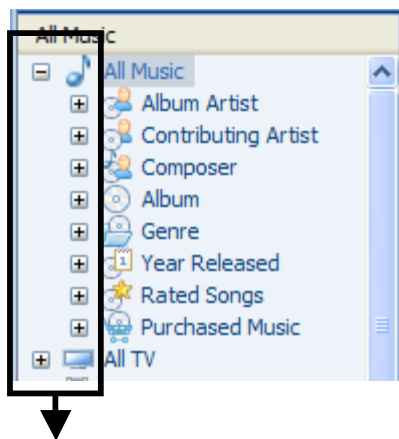 All Music
All Music
Album Artist
Contributing Artist
Composer
Album
Genre
Year Released
1
Rated Songs
Purchased Music
All TV